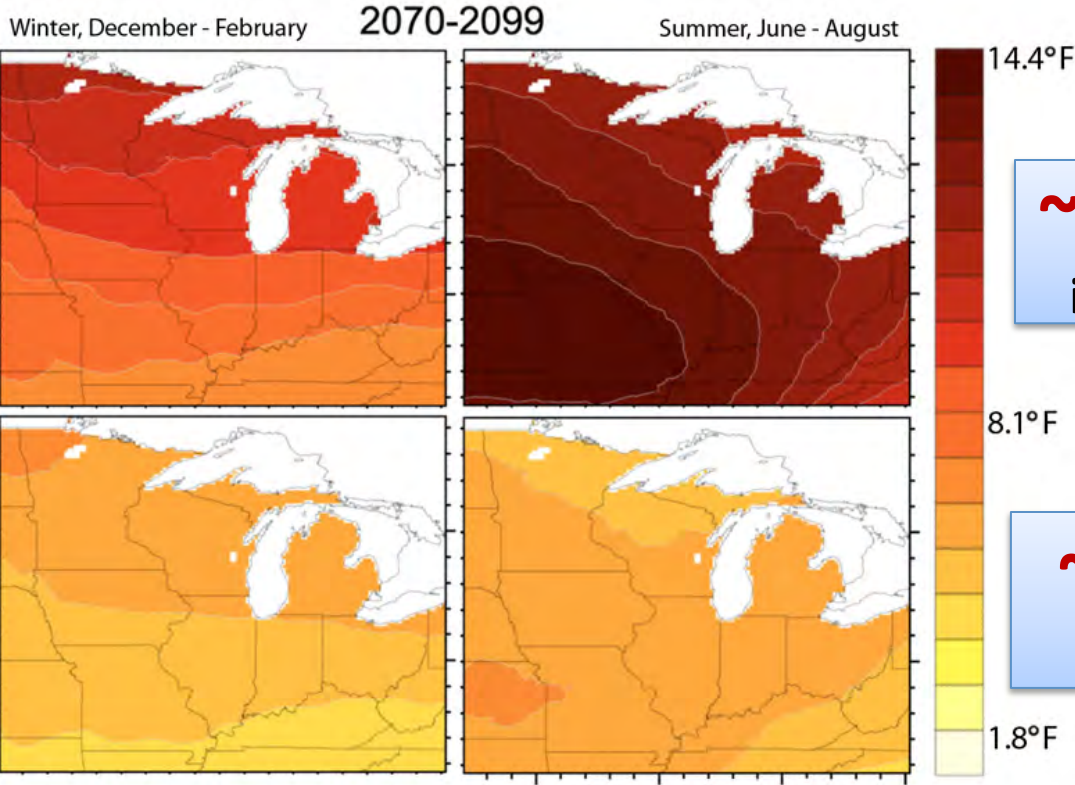 2070-2099
Winter, December - February
Summer, June - August
14.4°F
~
8.1°F
~
1.8°F